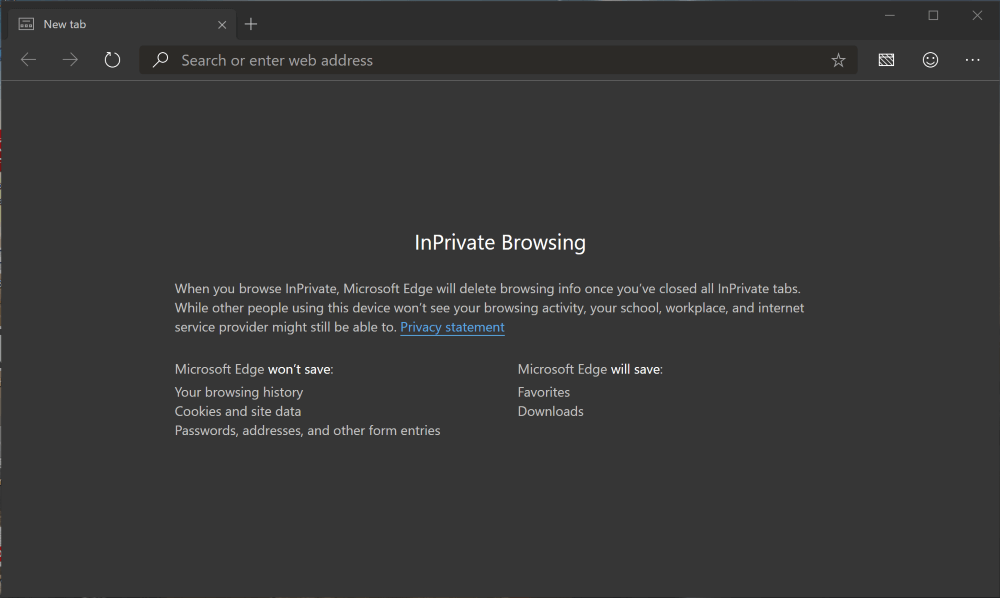 New tab
Search or enter web address
InPrivate Browsing
When you browse InPrivate, Microsoft Edge will delete browsing info once you've closed all InPrivate tabs.
While other people using this device won't see your browsing activity, your school, workplace, and internet
service provider might still be able to. Privacy statement
Microsoft Edge won't save:
Your browsing history
Cookies and site data
Passwords, addresses, and other form entries
Microsoft Edge will save:
Favorites
Downloads